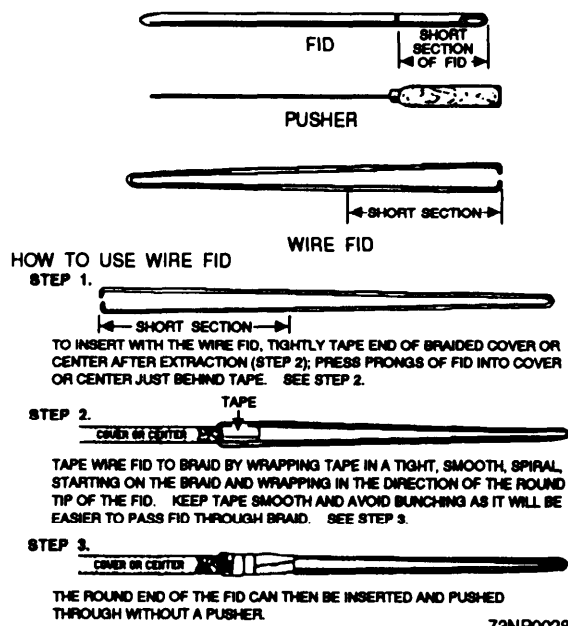 FID
SHORT
SECTION
OF FID
PUSHER
SHORT SECTION
WIRE FID
HOW TO USE WIRE FID
STEP 1.
SHORT SECTION
TO INSERT WITH THE WIRE FID, TIGHTLY TAPE END OF BRAIDED COVER OR
CENTER AFTER EXTRACTION (STEP 2); PRESS PRONGS OF FID INTO COVER
OR CENTER JUST BEHIND TAPE. SEE STEP 2.
STEP 2.
TAPE
COVER OR CENTER
TAPE WIRE FID TO BRAID BY WRAPPING TAPE IN A TIGHT, SMOOTH, SPIRAL,
STARTING ON THE BRAID AND WRAPPING IN THE DIRECTION OF THE ROUND
TIP OF THE FID. KEEP TAPE SMOOTH AND AVOID BUNCHING AS IT WILL BE
EASIER TO PASS FID THROUGH BRAID. SEE STEP 3.
STEP 3.
COVER OR CENTER
THE ROUND END OF THE FID CAN THEN BE INSERTED AND PUSHED
THROUGH WITHOUT A PUSHER.